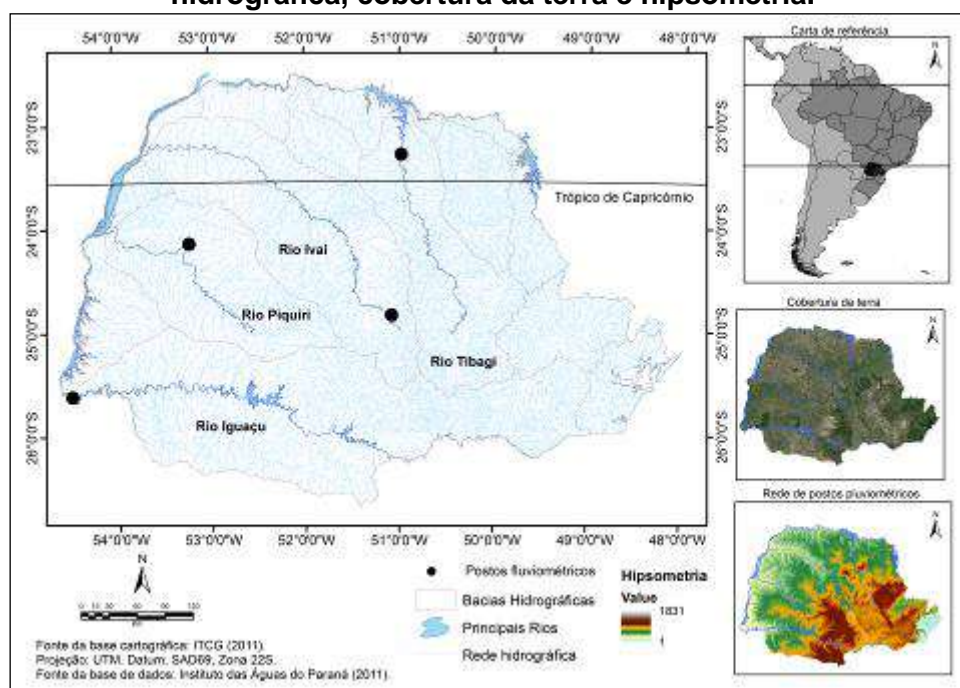 hidrográfica, cobertura da terra e hipsometria.
54°0'0"W 53°0'0"W 52°0'0"W 51°0'0"W 50°0'0"W 49°0'0"W 48°0'0"W
23°0'0"S
24°0'0"S
25°0'0"S
26°0'0"S
Trópico de Capricórnio
Rio Ivaí
Rio Piquiri
Rio Tibagi
Rio Iguaçu
23°0'0"S
24°0'0"S
25°0'0"S
26°0'0"S
54°0'0"W 53°0'0"W 52°0'0"W 51°0'0"W 50°0'0"W 49°0'0"W 48°0'0"W
N
Fonte da base cartográfica: ITCG (2011).
Projeção: UTM. Datum: SAD69, Zona 22S.
Fonte da base de dados: Instituto das Águas do Paraná (2011).
Postos fluviométricos
Bacias Hidrográficas
Principais Rios
Rede hidrográfica
Hipsometria
Value
1831
1
Carta de referência
N
Cobertura da terra
N
Rede de postos pluviométricos
N